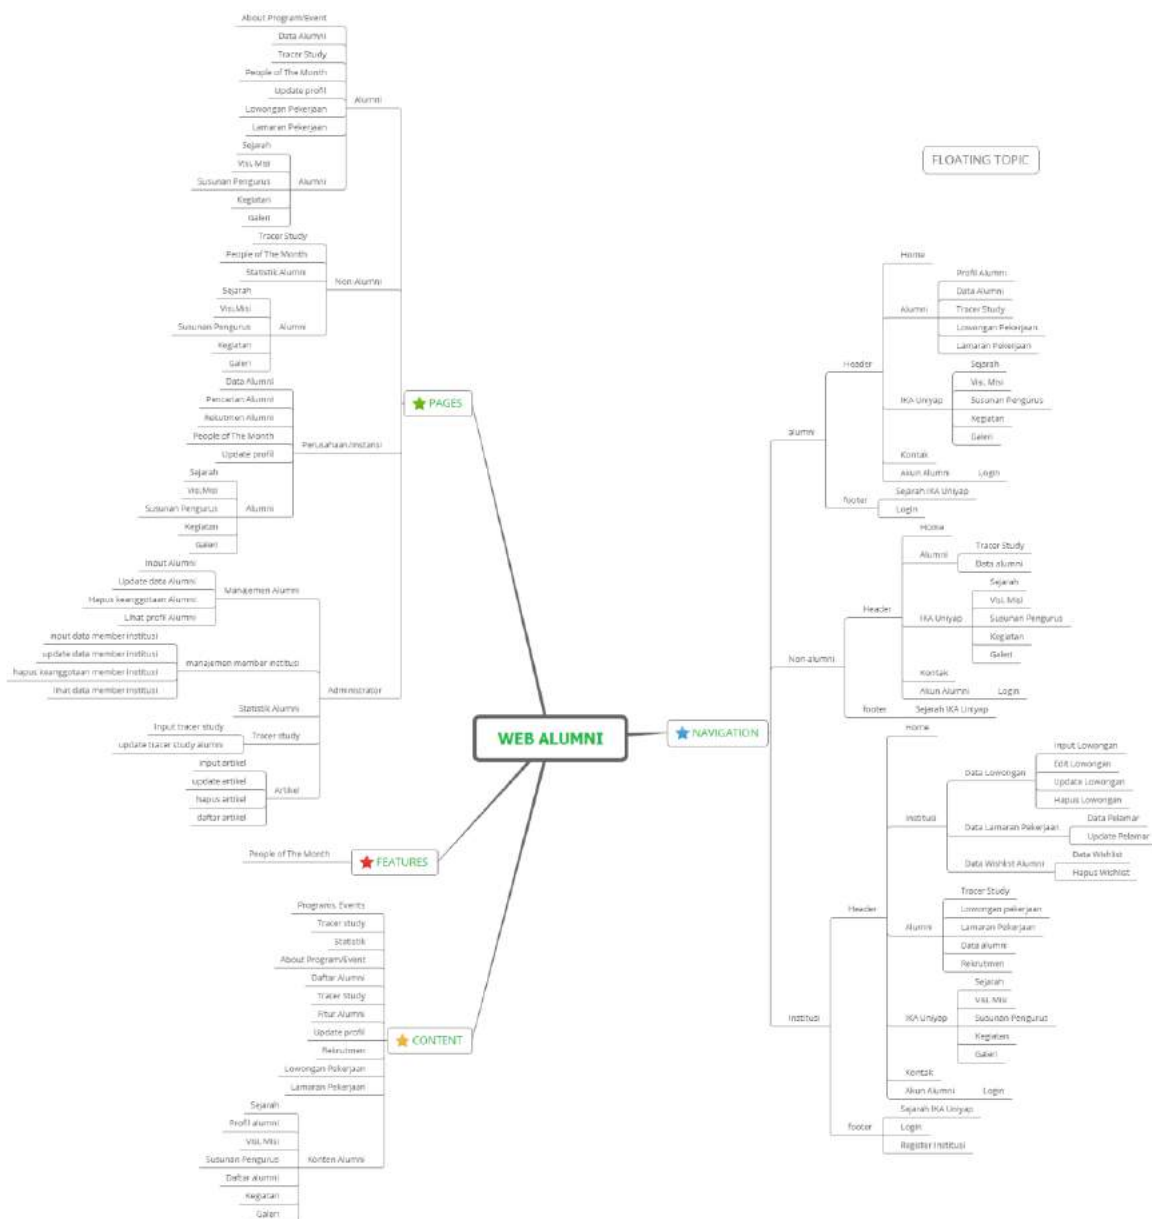 About Program/Event
Data Alumni
Tracer Study
People of The Month
Update profil
Lowongan Pekerjaan
Lamaran Pekerjaan
Alumni
Sejarah
Visi, Misi
Susunan Pengurus
Kegiatan
Galeri
Alumni
Tracer Study
People of The Month
Statistik Alumni
Non Alumni
Sejarah
Visi,Misi
Susunan Pengurus
Kegiatan
Galeri
Alumni
Data Alumni
Pencarian Alumni
Rekutmen Alumni
People of The Month
Update profil
Perusahaan/Instansi
Sejarah
Visi,Misi
Susunan Pengurus
Kegiatan
Galeri
Alumni
PAGES
Input Alumni
Update data Alumni
Hapus keanggotaan Alumni
Lihat profil Alumni
Manajemen Alumni
input data member institusi
update data member institusi
hapus keanggotaan member institusi
lihat data member institusi
manajemen member institusi
Administrator
Statistik Alumni
Input tracer study
update tracer study alumni
Tracer study
input artikel
update artikel
hapus artikel
daftar artikel
Artikel
WEB ALUMNI
People of The Month
FEATURES
Programs, Events
Tracer study
Statistik
About Program/Event
Daftar Alumni
Tracer Study
Fitur Alumni
Update profil
Rekrutmen
Lowongan Pekerjaan
Lamaran Pekerjaan
CONTENT
Sejarah
Profil alumni
Visi, Misi
Susunan Pengurus
Daftar alumni
Kegiatan
Galeri
Konten Alumni
FLOATING TOPIC
NAVIGATION
alumni
Header
Home
Alumni
Profil Alumni
Data Alumni
Tracer Study
Lowongan Pekerjaan
Lamaran Pekerjaan
IKA Uniyap
Sejarah
Visi, Misi
Susunan Pengurus
Kegiatan
Galeri
Kontak
Akun Alumni
Login
footer
Sejarah IKA Uniyap
Login
Non alumni
Header
Home
Alumni
Tracer Study
Data alumni
IKA Uniyap
Sejarah
Visi, Misi
Susunan Pengurus
Kegiatan
Galeri
Kontak
Akun Alumni
Login
footer
Sejarah IKA Uniyap
Institusi
Header
Home
Institusi
Data Lowongan
Input Lowongan
Edit Lowongan
Update Lowongan
Hapus Lowongan
Data Lamaran Pekerjaan
Data Pelamar
Update Pelamar
Data Wishlist Alumni
Data Wishlist
Hapus Wishlist
Alumni
Tracer Study
Lowongan pekerjaan
Lamaran Pekerjaan
Data alumni
Rekrutmen
IKA Uniyap
Sejarah
Visi, Misi
Susunan Pengurus
Kegiatan
Galeri
Kontak
Akun Alumni
Login
footer
Sejarah IKA Uniyap
Login
Register Institusi